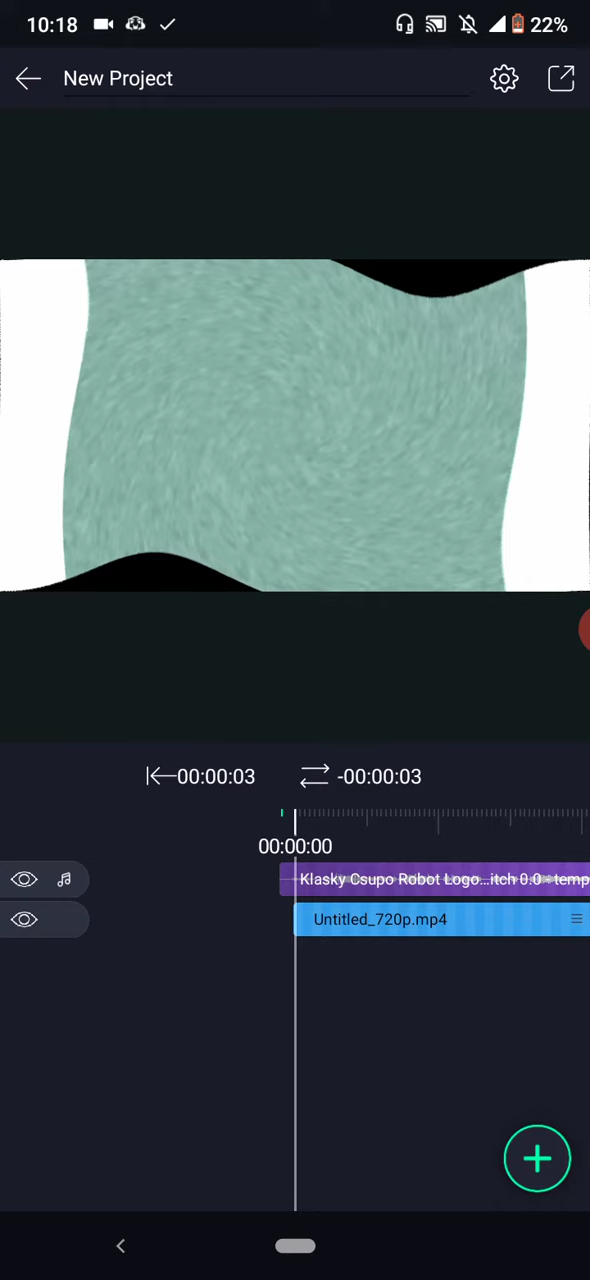 10:18
22%
New Project
00:00:03
-00:00:03
00:00:00
Klasky Csupo Robot Logo...itch 0.0 - temp
Untitled_720p.mp4